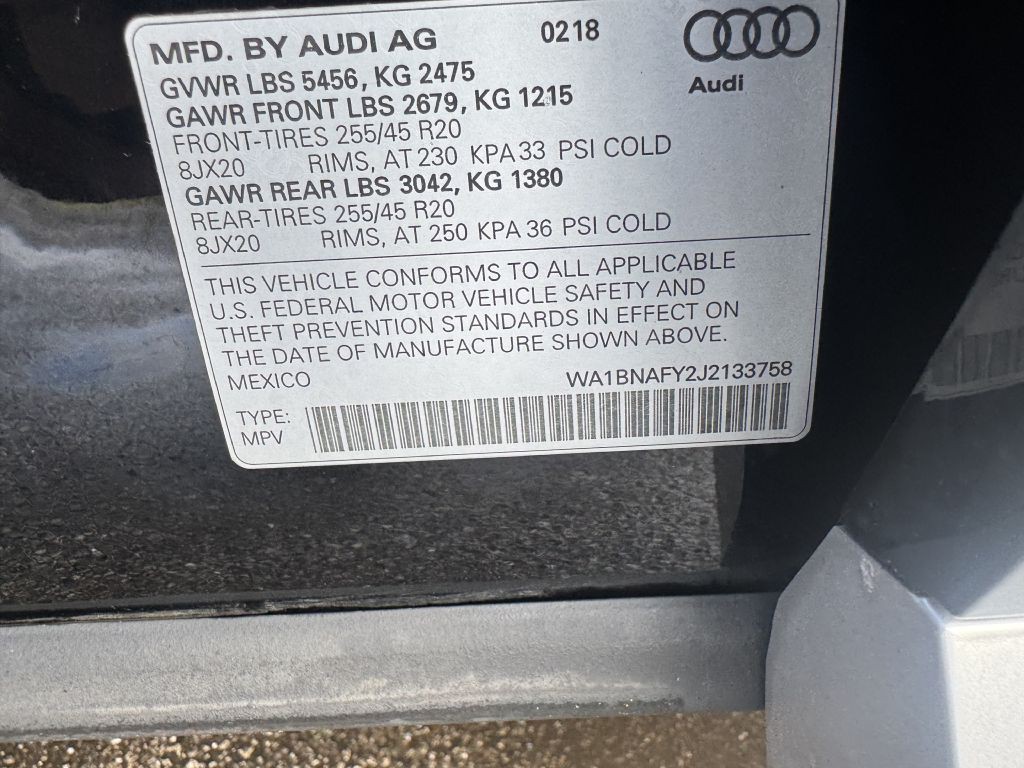 MFD. BY AUDI AG 0218
Audi
GVWR LBS 5456, KG 2475
GAWR FRONT LBS 2679, KG 1215
FRONT-TIRES 255/45 R20
8JX20 RIMS, AT 230 KPA 33 PSI COLD
GAWR REAR LBS 3042, KG 1380
REAR-TIRES 255/45 R20
8JX20 RIMS, AT 250 KPA 36 PSI COLD
THIS VEHICLE CONFORMS TO ALL APPLICABLE
U.S. FEDERAL MOTOR VEHICLE SAFETY AND
THEFT PREVENTION STANDARDS IN EFFECT ON
THE DATE OF MANUFACTURE SHOWN ABOVE.
MEXICO WA1BNAFY2J2133758
TYPE:
MPV